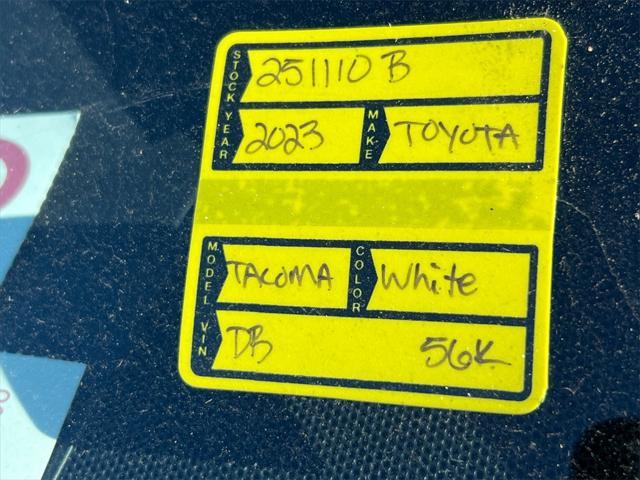 STOCK 251110 B
YEAR 2023 MAKE TOYOTA
MODEL TACOMA COLOR White
VIN DB 56K